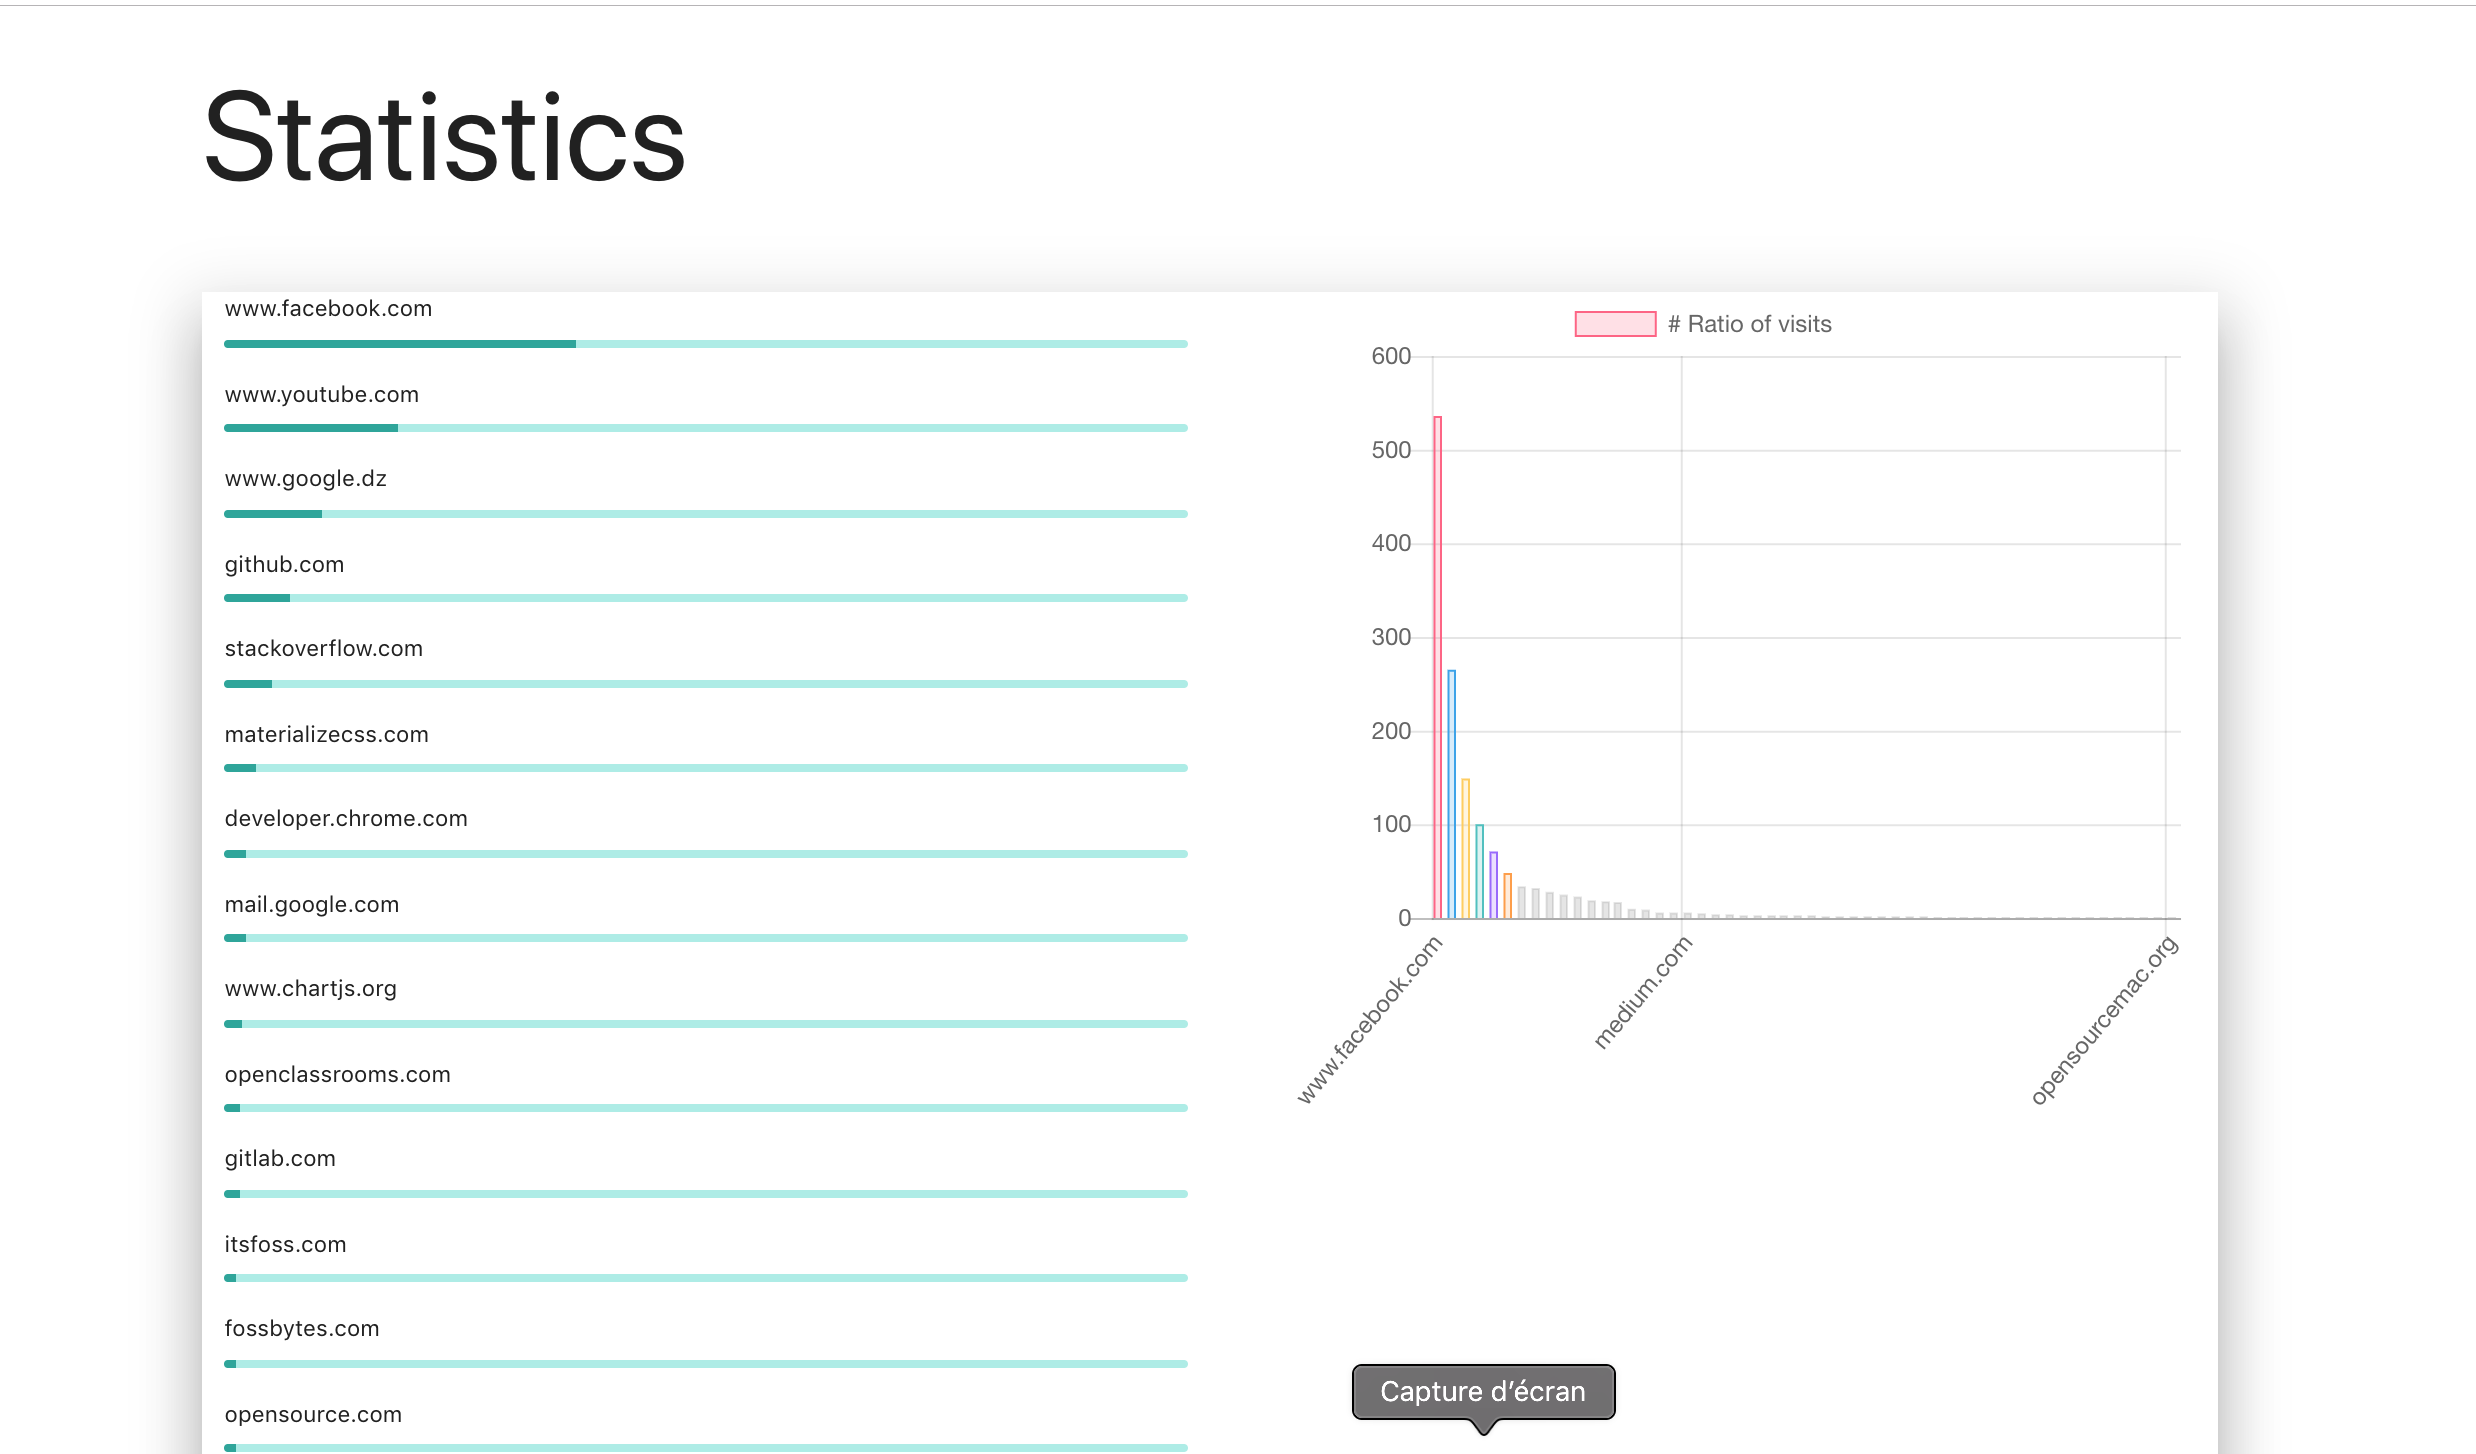 Statistics
www.facebook.com
www.youtube.com
www.google.dz
github.com
stackoverflow.com
materializecss.com
developer.chrome.com
mail.google.com
www.chartjs.org
openclassrooms.com
gitlab.com
itsfoss.com
fossbytes.com
opensource.com
# Ratio of visits
600
500
400
300
200
100
0
www.facebook.com
medium.com
opensourcemac.org
Capture d’écran